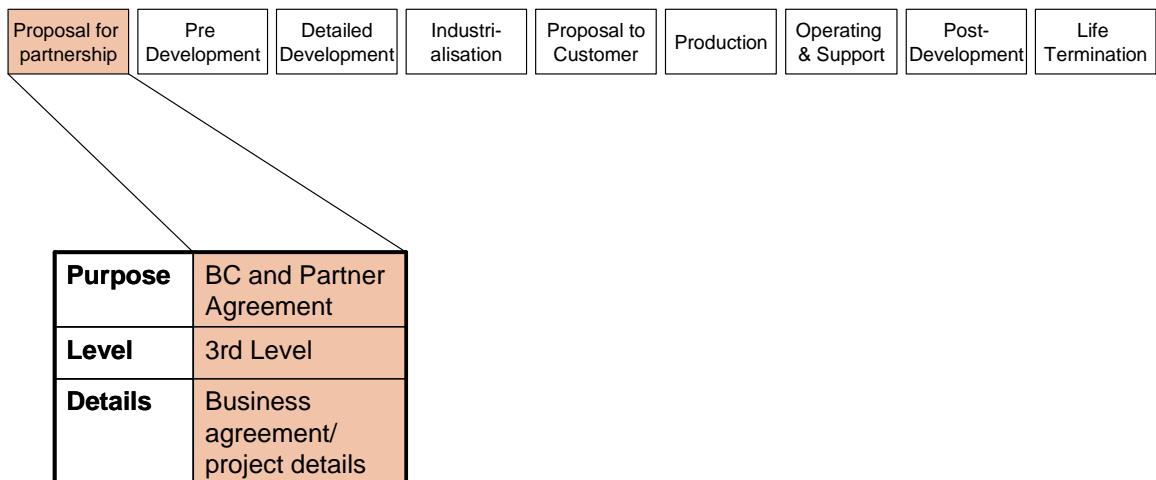 Proposal for
partnership
Pre
Development
Detailed
Development
Industri-
alisation
Proposal to
Customer
Production
Operating
& Support
Post-
Development
Life
Termination
Purpose
BC and Partner
Agreement
Level
3rd Level
Details
Business
agreement/
project details